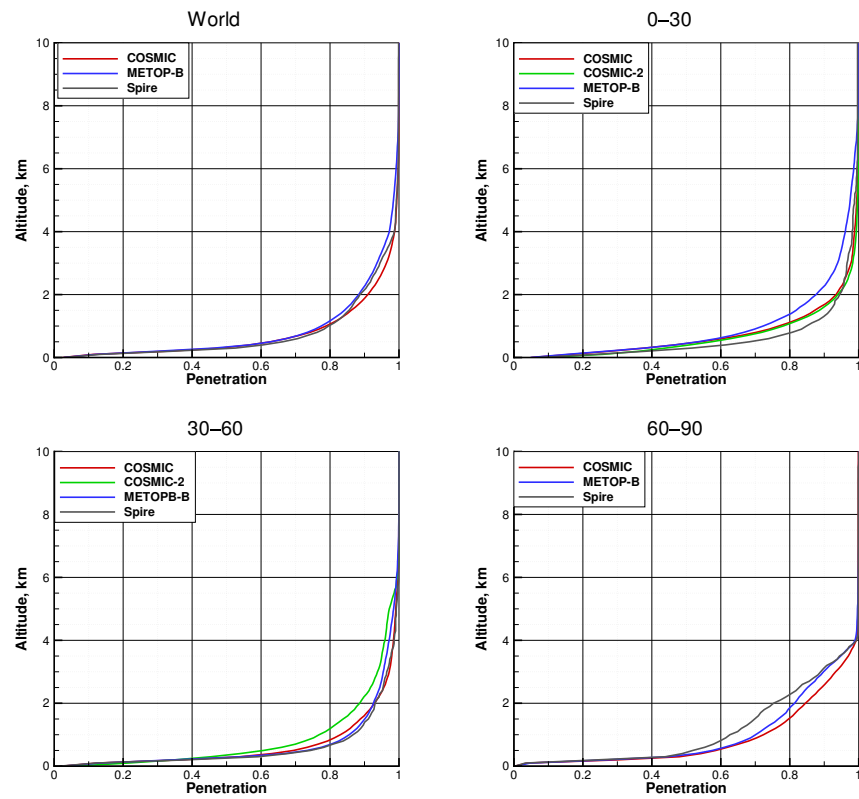 World
10
8
6
4
2
0
Altitude, km
COSMIC
METOP-B
Spire
0 0.2 0.4 0.6 0.8 1
Penetration
0–30
10
8
6
4
2
0
Altitude, km
COSMIC
COSMIC-2
METOP-B
Spire
0 0.2 0.4 0.6 0.8 1
Penetration
30–60
10
8
6
4
2
0
Altitude, km
COSMIC
COSMIC-2
METOPB-B
Spire
0 0.2 0.4 0.6 0.8 1
Penetration
60–90
10
8
6
4
2
0
Altitude, km
COSMIC
METOP-B
Spire
0 0.2 0.4 0.6 0.8 1
Penetration